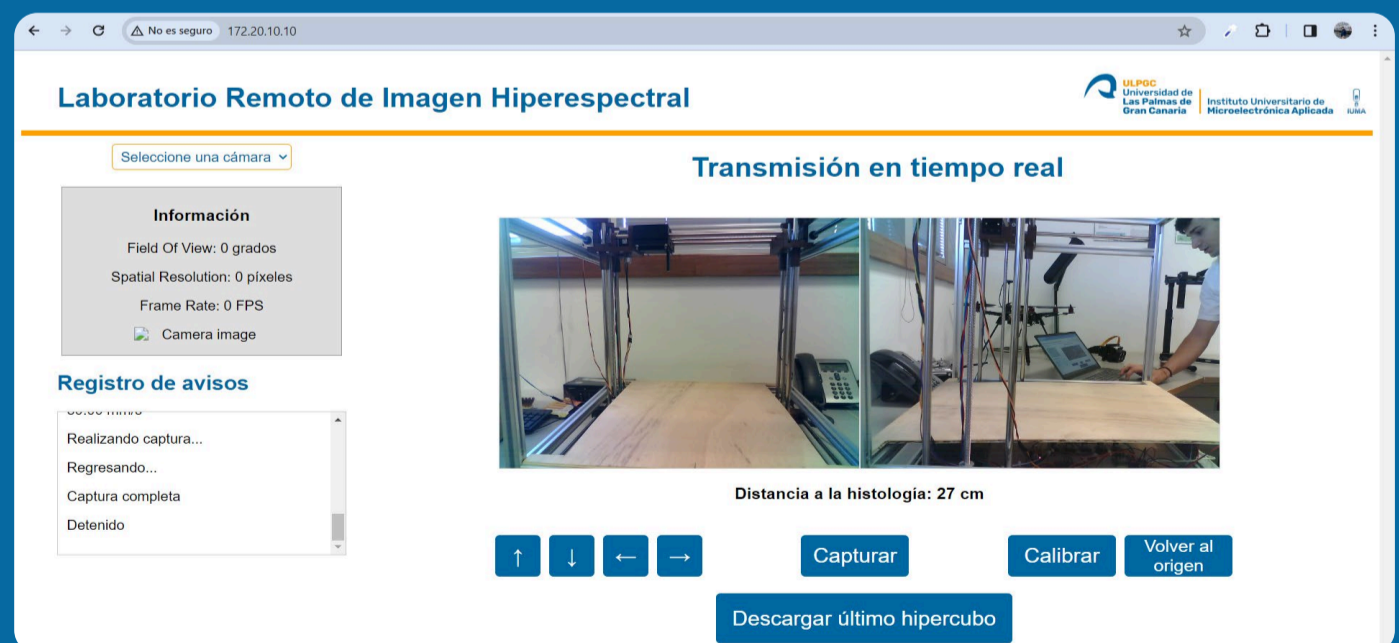 No es seguro 172.20.10.10
Laboratorio Remoto de Imagen Hiperespectral
ULPGC
Universidad de
Las Palmas de
Gran Canaria
Instituto Universitario de
Microelectrónica Aplicada
IUMA
Seleccione una cámara
Información
Field Of View: 0 grados
Spatial Resolution: 0 píxeles
Frame Rate: 0 FPS
Camera image
Registro de avisos
Realizando captura...
Regresando...
Captura completa
Detenido
Transmisión en tiempo real
Distancia a la histología: 27 cm
↑ ↓ ← →
Capturar
Calibrar
Volver al
origen
Descargar último hipercubo